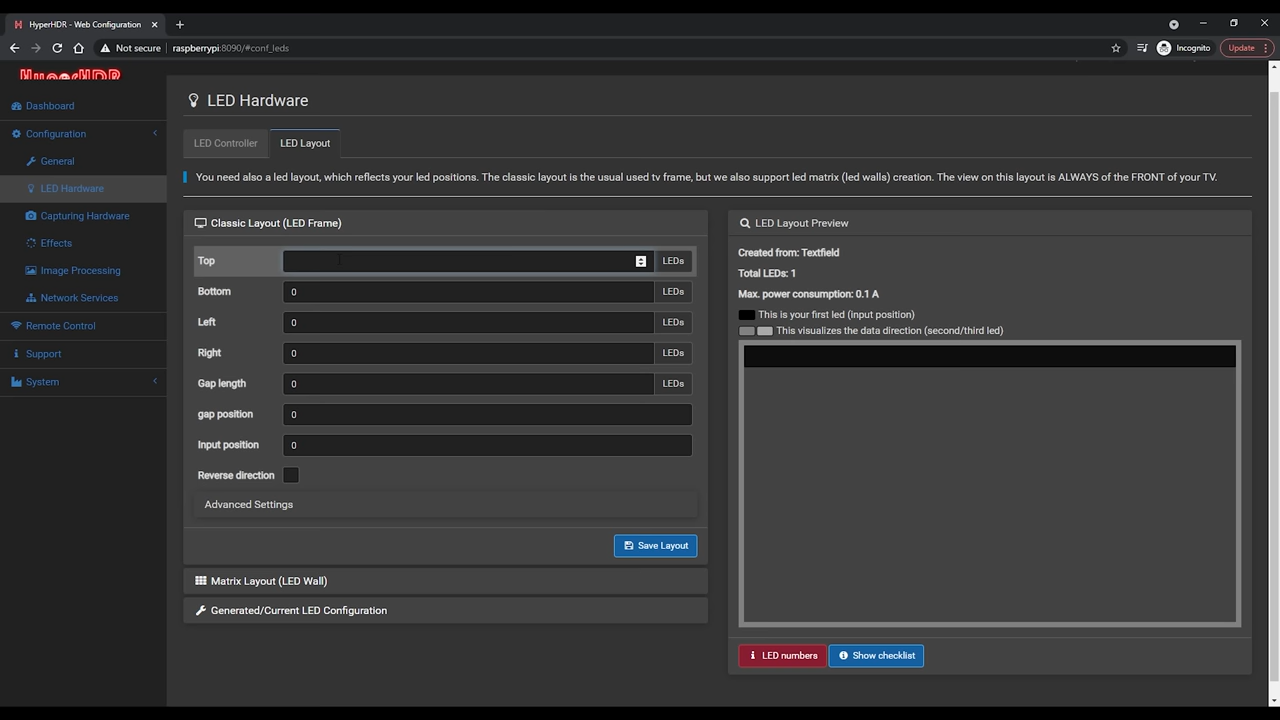 HyperHDR - Web Configuration
Not secure raspberrypi:8090/#conf_leds Incognito Update
HyperHDR
Dashboard
Configuration
General
LED Hardware
Capturing Hardware
Effects
Image Processing
Network Services
Remote Control
Support
System
LED Hardware
LED Controller LED Layout
You need also a led layout, which reflects your led positions. The classic layout is the usual used tv frame, but we also support led matrix (led walls) creation. The view on this layout is ALWAYS of the FRONT of your TV.
Classic Layout (LED Frame)
Top LEDs
Bottom 0 LEDs
Left 0 LEDs
Right 0 LEDs
Gap length 0 LEDs
gap position 0
Input position 0
Reverse direction
Advanced Settings
Save Layout
Matrix Layout (LED Wall)
Generated/Current LED Configuration
LED Layout Preview
Created from: Textfield
Total LEDs: 1
Max. power consumption: 0.1 A
This is your first led (input position)
This visualizes the data direction (second/third led)
LED numbers Show checklist